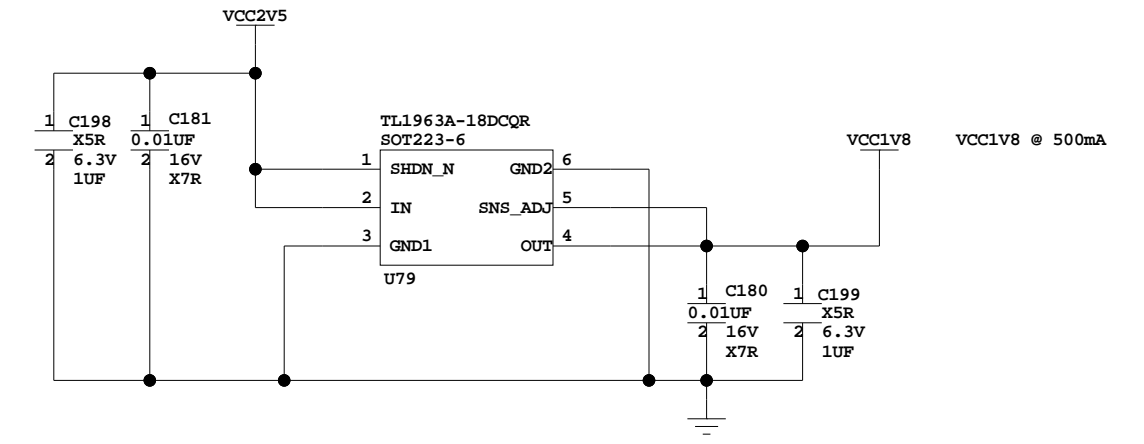 VCC2V5
1 C198
X5R
2 6.3V
1UF
1 C181
0.01UF
2 16V
X7R
TL1963A-18DCQR
SOT223-6
1 SHDN_N GND2 6
2 IN SNS_ADJ 5
3 GND1 OUT 4
U79
VCC1V8 VCC1V8 @ 500mA
1 C180
0.01UF
2 16V
X7R
1 C199
X5R
2 6.3V
1UF